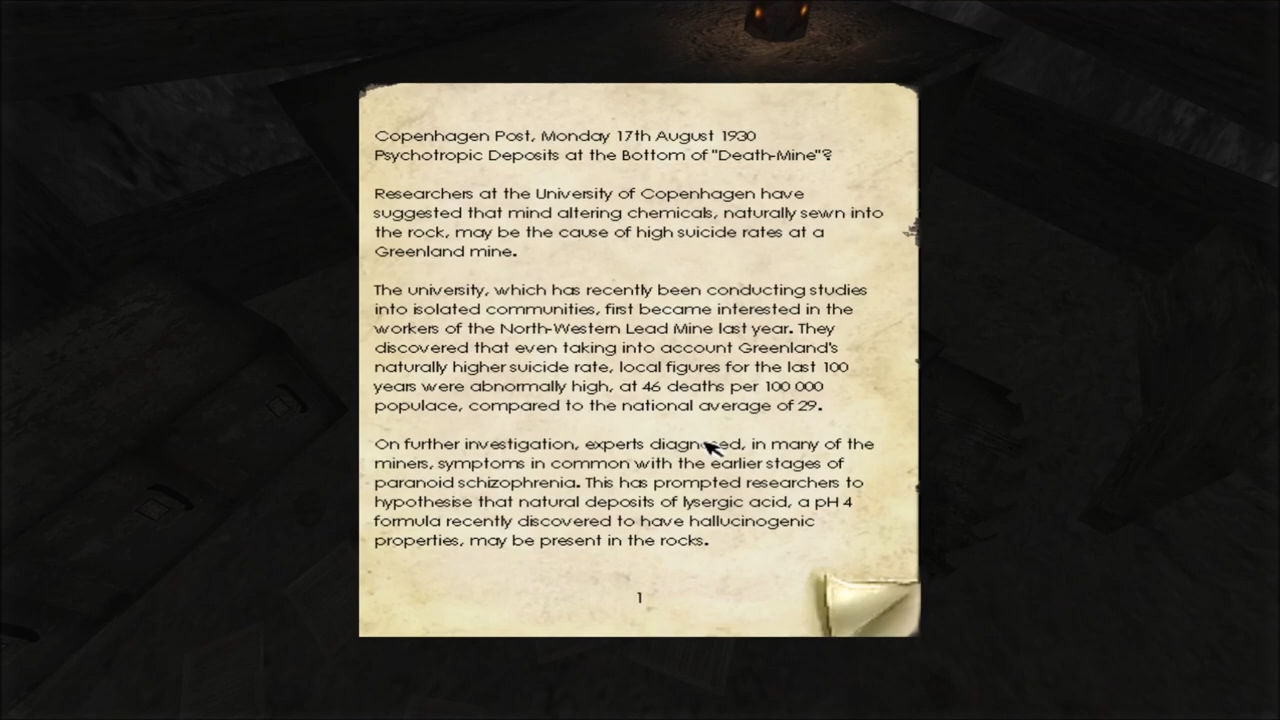 Copenhagen Post, Monday 17th August 1930
Psychotropic Deposits at the Bottom of "Death-Mine"?
Researchers at the University of Copenhagen have
suggested that mind altering chemicals, naturally sewn into
the rock, may be the cause of high suicide rates at a
Greenland mine.
The university, which has recently been conducting studies
into isolated communities, first became interested in the
workers of the North-Western Lead Mine last year. They
discovered that even taking into account Greenland's
naturally higher suicide rate, local figures for the last 100
years were abnormally high, at 46 deaths per 100 000
populace, compared to the national average of 29.
On further investigation, experts diagnosed, in many of the
miners, symptoms in common with the earlier stages of
paranoid schizophrenia. This has prompted researchers to
hypothesise that natural deposits of lysergic acid, a pH 4
formula recently discovered to have hallucinogenic
properties, may be present in the rocks.
1